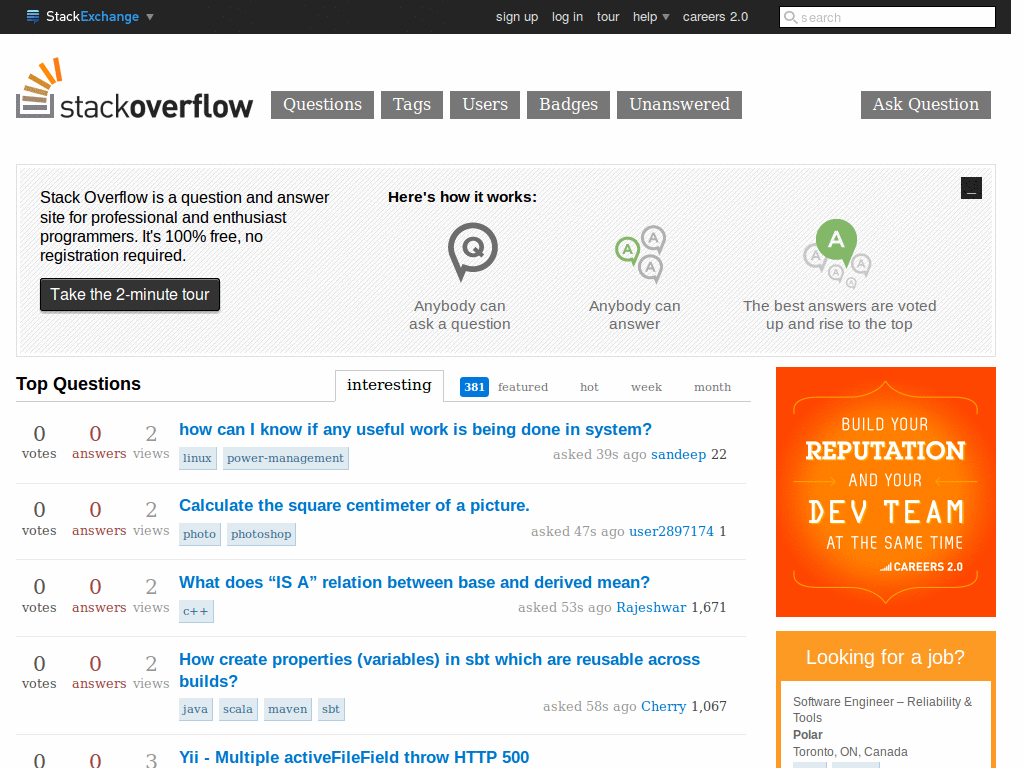 StackExchange
sign up log in tour help careers 2.0
search
stackoverflow
Questions Tags Users Badges Unanswered
Ask Question
Stack Overflow is a question and answer
site for professional and enthusiast
programmers. It's 100% free, no
registration required.
Take the 2-minute tour
Here's how it works:
_
Q
A
A
A
A
A
A
A
A
Anybody can
ask a question
Anybody can
answer
The best answers are voted
up and rise to the top
Top Questions
interesting
381 featured
hot
week
month
0 votes
0 answers
2 views
how can I know if any useful work is being done in system?
linux power-management
asked 39s ago sandeep 22
0 votes
0 answers
2 views
Calculate the square centimeter of a picture.
photo photoshop
asked 47s ago user2897174 1
0 votes
0 answers
2 views
What does “IS A” relation between base and derived mean?
c++
asked 53s ago Rajeshwar 1,671
0 votes
0 answers
2 views
How create properties (variables) in sbt which are reusable across
builds?
java scala maven sbt
asked 58s ago Cherry 1,067
0
0
3
Yii - Multiple activeFileField throw HTTP 500
BUILD YOUR
REPUTATION
AND YOUR
DEV TEAM
AT THE SAME TIME
CAREERS 2.0
Looking for a job?
Software Engineer – Reliability &
Tools
Polar
Toronto, ON, Canada